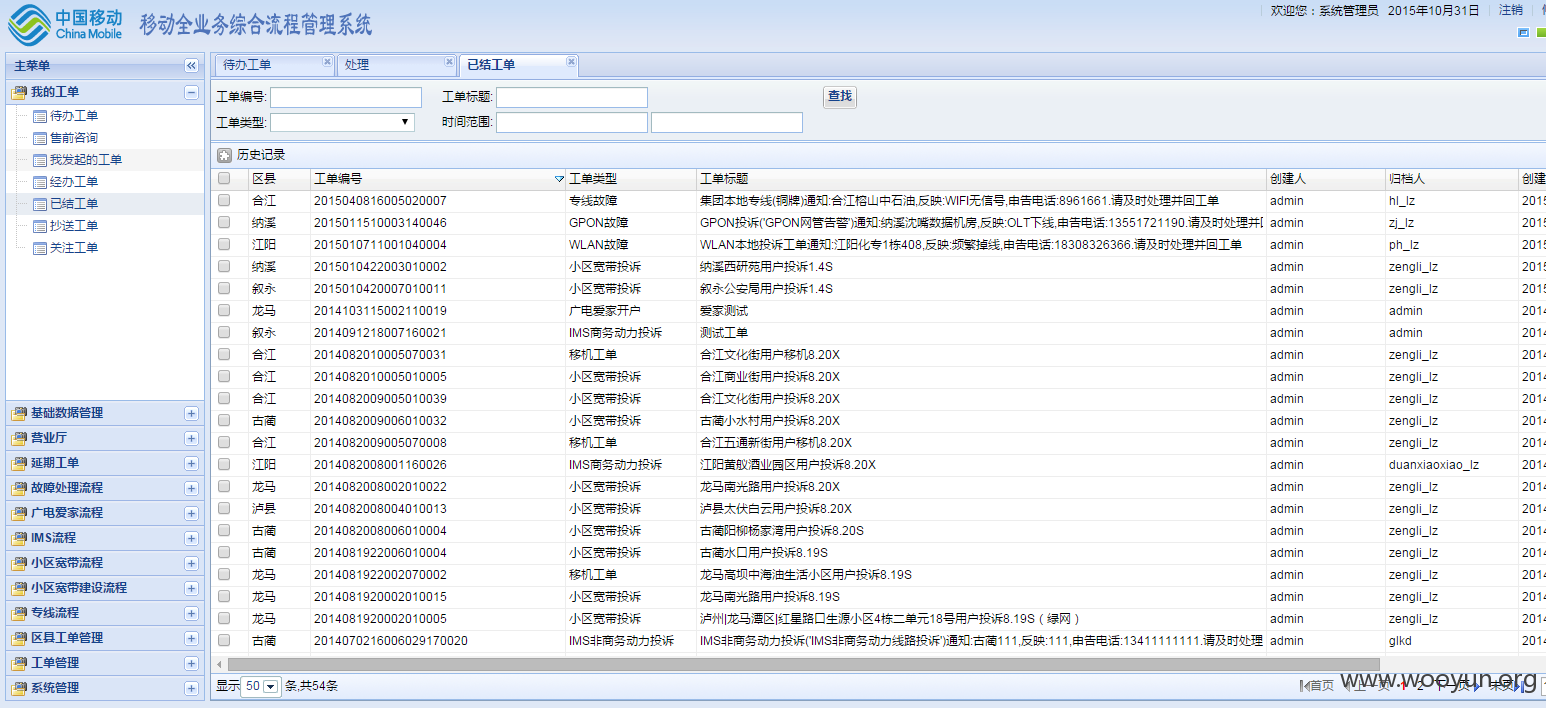 中国移动
China Mobile
移动全业务综合流程管理系统
欢迎您：系统管理员 2015年10月31日 注销
主菜单
我的工单
待办工单
售前咨询
我发起的工单
经办工单
已结工单
抄送工单
关注工单
基础数据管理
营业厅
延期工单
故障处理流程
广电爱家流程
IMS流程
小区宽带流程
小区宽带建设流程
专线流程
区县工单管理
工单管理
系统管理
待办工单 处理 已结工单
工单编号: 工单标题: 查找
工单类型: 时间范围:
历史记录
区县 工单编号 工单类型 工单标题 创建人 归档人 创建
合江 2015040816005020007 专线故障 集团本地专线(铜牌)通知:合江榕山中石油,反映:WIFI无信号,申告电话:8961661.请及时处理并回工单 admin hl_lz 2015
纳溪 2015011510003140046 GPON故障 GPON投诉('GPON网管告警')通知:纳溪沈嘴数据机房,反映:OLT下线,申告电话:13551721190.请及时处理并回 admin zj_lz 2015
江阳 2015010711001040004 WLAN故障 WLAN本地投诉工单通知:江阳化专1栋408,反映:频繁掉线,申告电话:18308326366.请及时处理并回工单 admin ph_lz 2015
纳溪 2015010422003010002 小区宽带投诉 纳溪西研苑用户投诉1.4S admin zengli_lz 2015
叙永 2015010420007010011 小区宽带投诉 叙永公安局用户投诉1.4S admin zengli_lz 2015
龙马 2014103115002110019 广电爱家开户 爱家测试 admin admin 2014
叙永 2014091218007160021 IMS商务动力投诉 测试工单 admin admin 2014
合江 2014082010005070031 移机工单 合江文化街用户移机8.20X admin zengli_lz 2014
合江 2014082010005010005 小区宽带投诉 合江商业街用户投诉8.20X admin zengli_lz 2014
合江 2014082009005010039 小区宽带投诉 合江文化街用户投诉8.20X admin zengli_lz 2014
古蔺 2014082009006010032 小区宽带投诉 古蔺小水村用户投诉8.20X admin zengli_lz 2014
合江 2014082009005070008 移机工单 合江五通新街用户移机8.20X admin zengli_lz 2014
江阳 2014082008001160026 IMS商务动力投诉 江阳黄舣酒业园区用户投诉8.20X admin duanxiaoxiao_lz 2014
龙马 2014082008002010022 小区宽带投诉 龙马南光路用户投诉8.20X admin zengli_lz 2014
泸县 2014082008004010013 小区宽带投诉 泸县太伏白云用户投诉8.20X admin zengli_lz 2014
古蔺 2014082008006010004 小区宽带投诉 古蔺阳柳杨家湾用户投诉8.20S admin zengli_lz 2014
古蔺 2014081922006010004 小区宽带投诉 古蔺水口用户投诉8.19S admin zengli_lz 2014
龙马 2014081922002070002 移机工单 龙马高坝中海油生活小区用户投诉8.19S admin zengli_lz 2014
龙马 2014081920002010015 小区宽带投诉 龙马南光路用户投诉8.19S admin zengli_lz 2014
龙马 2014081920002010005 小区宽带投诉 泸州|龙马潭区|红星路口生源小区4栋二单元18号用户投诉8.19S（绿网） admin zengli_lz 2014
古蔺 2014070216006029170020 IMS非商务动力投诉 IMS非商务动力投诉('IMS非商务动力线路投诉')通知:古蔺111,反映:111,申告电话:13411111111.请及时处理 admin glkd 2014
显示 50 条,共54条 首页 上一页 1 2 下一页 末页
www.wooyun.org